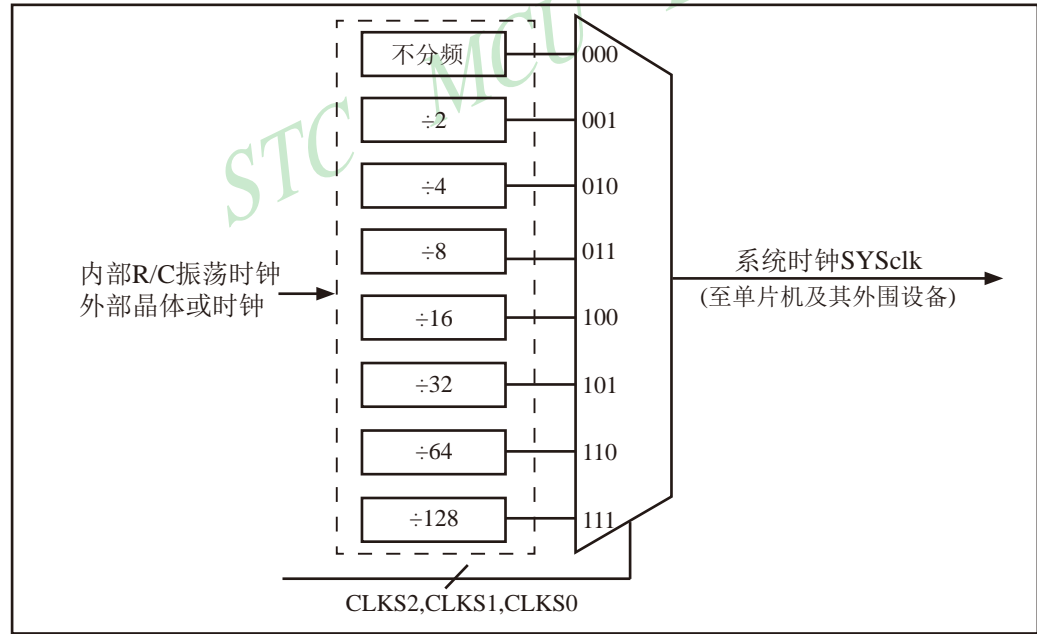 STC MCU
不分频
000
÷2
001
÷4
010
÷8
011
÷16
100
÷32
101
÷64
110
÷128
111
内部R/C振荡时钟
外部晶体或时钟
系统时钟SYSclk
(至单片机及其外围设备)
CLKS2,CLKS1,CLKS0